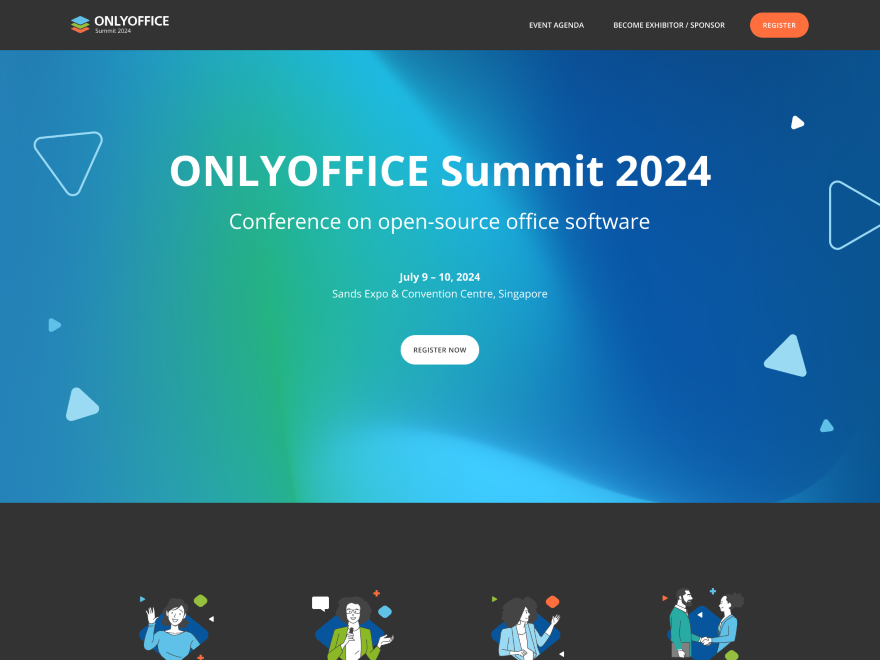 ONLYOFFICE
Summit 2024
EVENT AGENDA
BECOME EXHIBITOR / SPONSOR
REGISTER
ONLYOFFICE Summit 2024
Conference on open-source office software
July 9 – 10, 2024
Sands Expo & Convention Centre, Singapore
REGISTER NOW